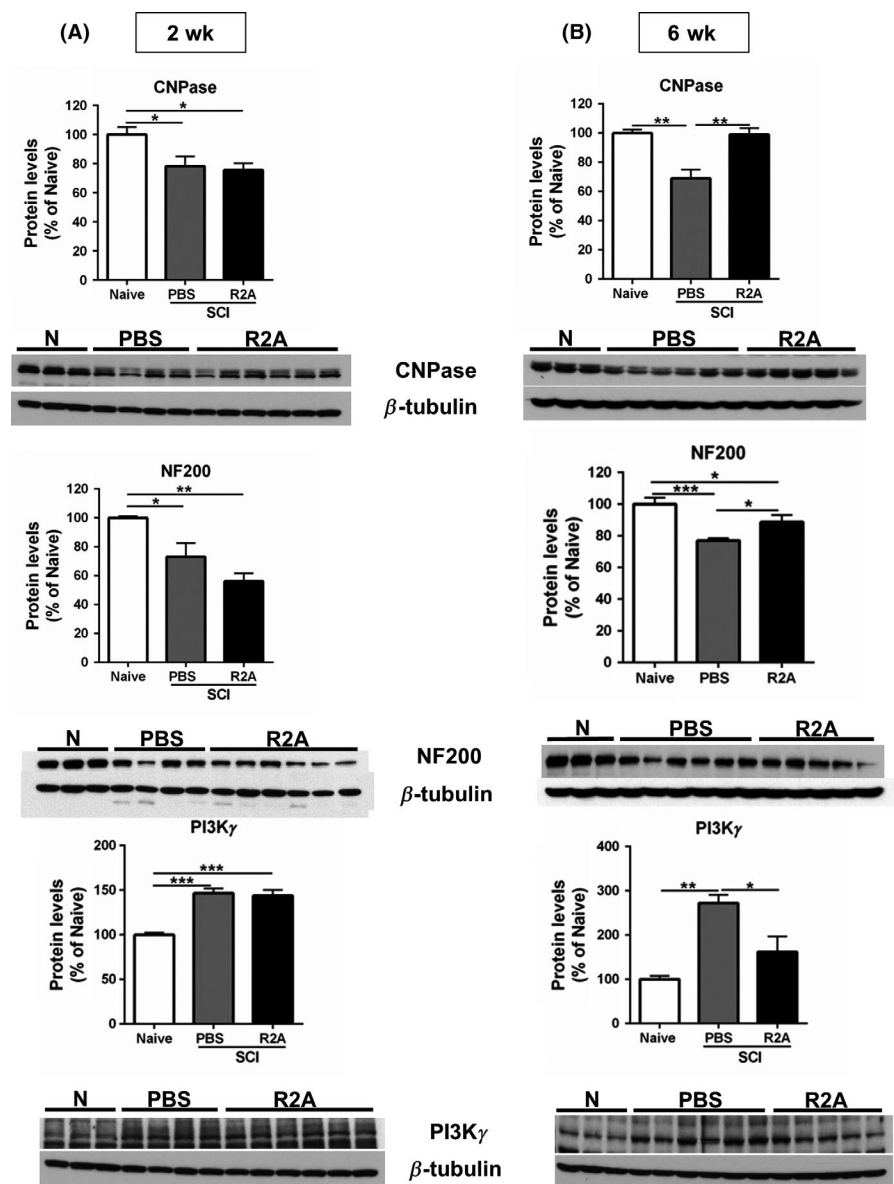 (A) 2 wk
CNPase
Protein levels
(% of Naive)
120
100
80
60
40
20
0
*
*
Naive PBS R2A
SCI
N PBS R2A
CNPase
β-tubulin
NF200
Protein levels
(% of Naive)
120
100
80
60
40
20
0
**
*
Naive PBS R2A
SCI
N PBS R2A
NF200
β-tubulin
PI3Kγ
Protein levels
(% of Naive)
200
150
100
50
0
***
***
Naive PBS R2A
SCI
N PBS R2A
PI3Kγ
β-tubulin
(B) 6 wk
CNPase
Protein levels
(% of Naive)
120
100
80
60
40
20
0
** **
Naive PBS R2A
SCI
N PBS R2A
NF200
Protein levels
(% of Naive)
120
100
80
60
40
20
0
*
***
*
Naive PBS R2A
N PBS R2A
PI3Kγ
Protein levels
(% of Naive)
400
300
200
100
0
** *
Naive PBS R2A
SCI
N PBS R2A